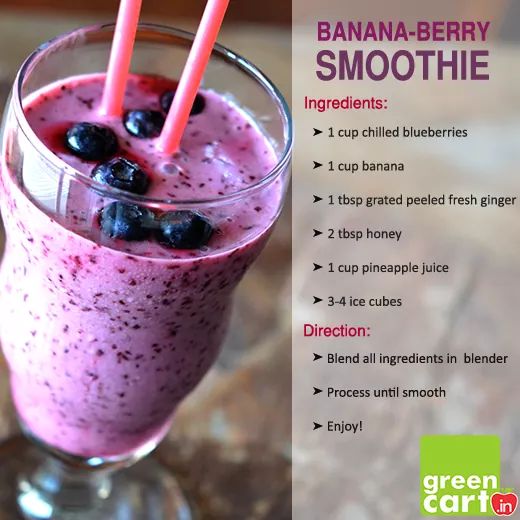 BANANA-BERRY
SMOOTHIE
Ingredients:
➤ 1 cup chilled blueberries
➤ 1 cup banana
➤ 1 tbsp grated peeled fresh ginger
➤ 2 tbsp honey
➤ 1 cup pineapple juice
➤ 3-4 ice cubes
Direction:
➤ Blend all ingredients in blender
➤ Process until smooth
➤ Enjoy!
green
cart.in